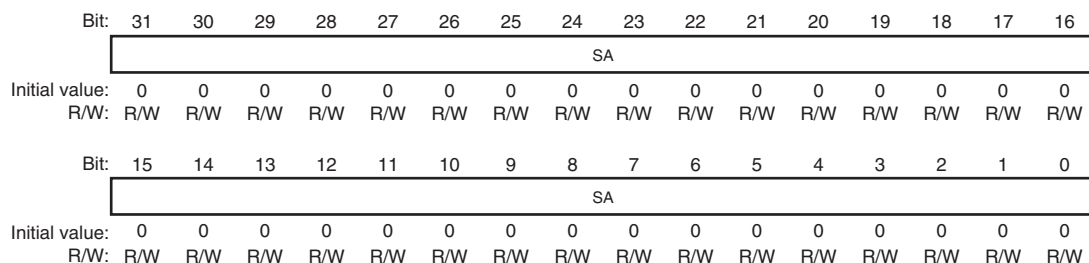 Bit: 31 30 29 28 27 26 25 24 23 22 21 20 19 18 17 16
SA
Initial value: 0 0 0 0 0 0 0 0 0 0 0 0 0 0 0 0
R/W: R/W R/W R/W R/W R/W R/W R/W R/W R/W R/W R/W R/W R/W R/W R/W R/W
Bit: 15 14 13 12 11 10 9 8 7 6 5 4 3 2 1 0
SA
Initial value: 0 0 0 0 0 0 0 0 0 0 0 0 0 0 0 0
R/W: R/W R/W R/W R/W R/W R/W R/W R/W R/W R/W R/W R/W R/W R/W R/W R/W